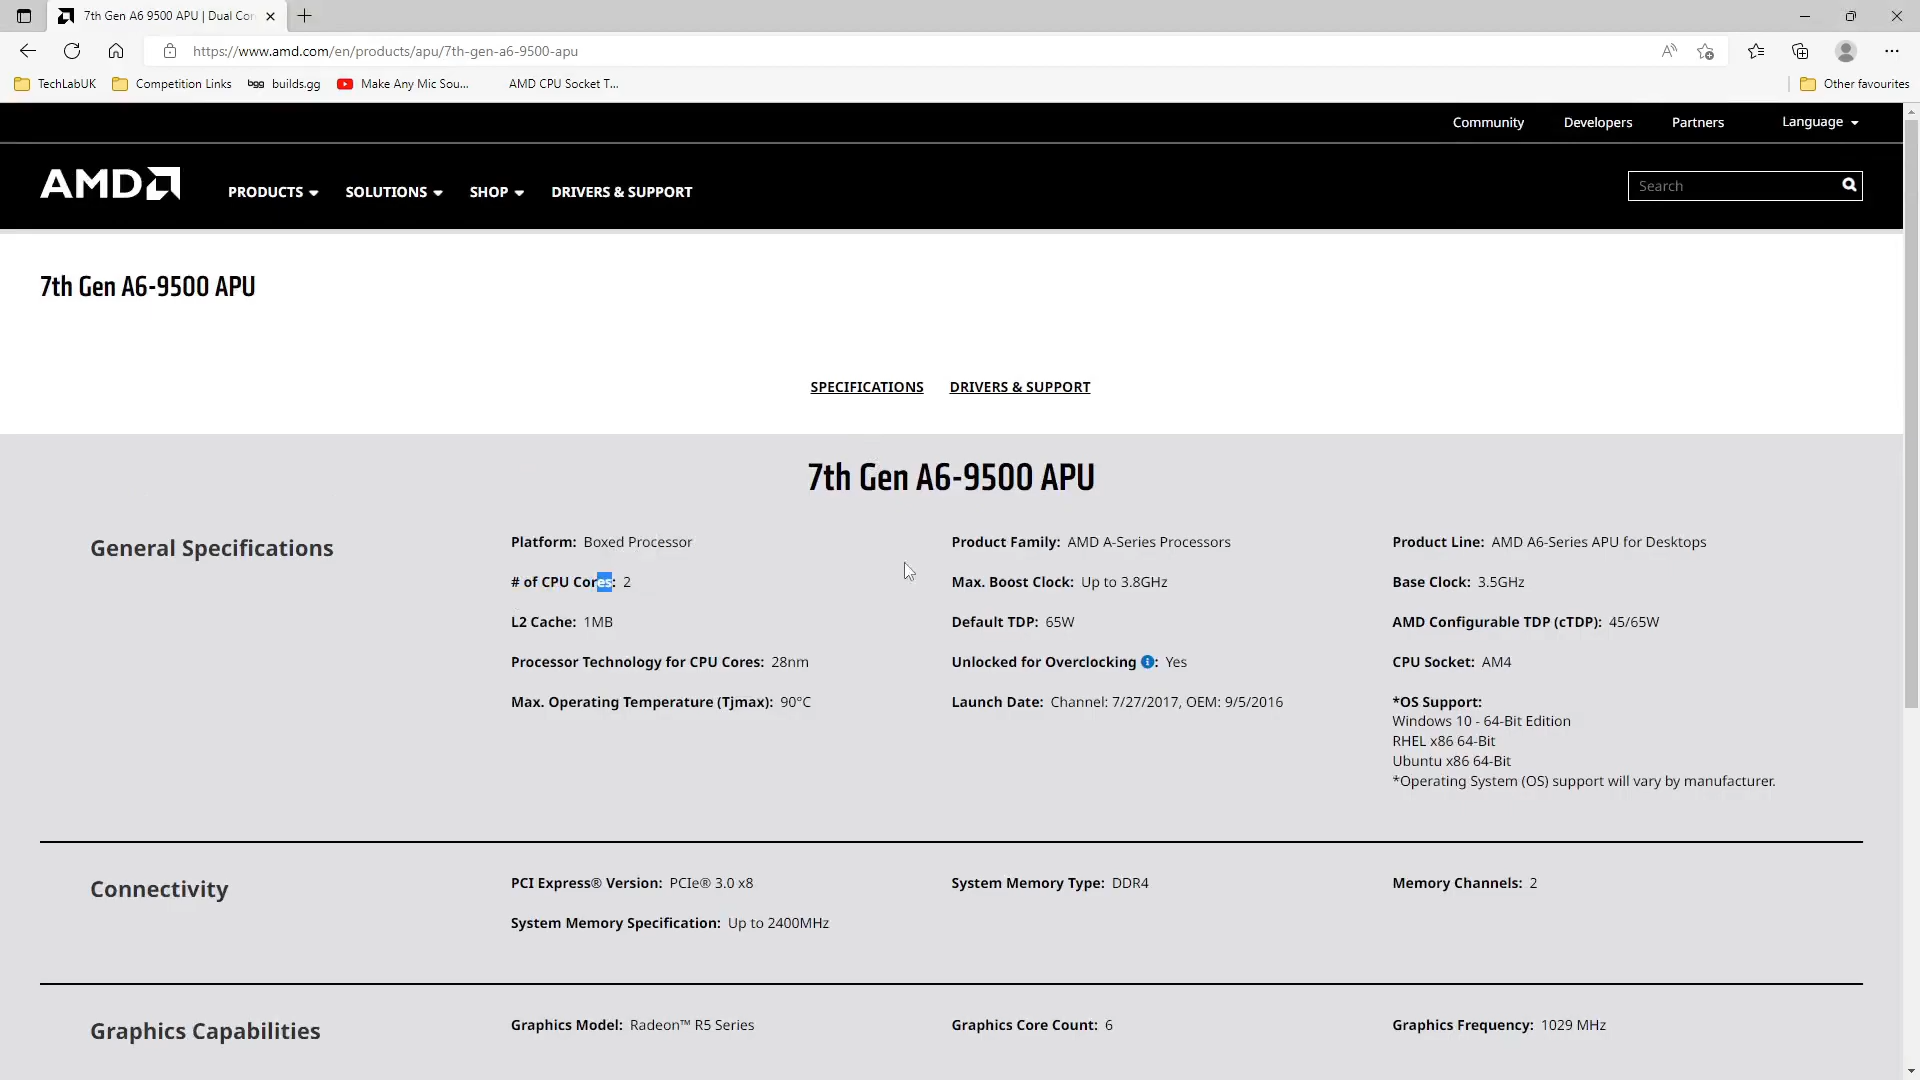 7th Gen A6 9500 APU | Dual Cor
https://www.amd.com/en/products/apu/7th-gen-a6-9500-apu
TechLabUK Competition Links bgg builds.gg Make Any Mic Sou... AMD CPU Socket T... Other favourites
Community Developers Partners Language
AMD PRODUCTS SOLUTIONS SHOP DRIVERS & SUPPORT Search
7th Gen A6-9500 APU
SPECIFICATIONS DRIVERS & SUPPORT
7th Gen A6-9500 APU
General Specifications
Platform: Boxed Processor Product Family: AMD A-Series Processors Product Line: AMD A6-Series APU for Desktops
# of CPU Cores: 2 Max. Boost Clock: Up to 3.8GHz Base Clock: 3.5GHz
L2 Cache: 1MB Default TDP: 65W AMD Configurable TDP (cTDP): 45/65W
Processor Technology for CPU Cores: 28nm Unlocked for Overclocking : Yes CPU Socket: AM4
Max. Operating Temperature (Tjmax): 90°C Launch Date: Channel: 7/27/2017, OEM: 9/5/2016 *OS Support:
Windows 10 - 64-Bit Edition
RHEL x86 64-Bit
Ubuntu x86 64-Bit
*Operating System (OS) support will vary by manufacturer.
Connectivity
PCI Express® Version: PCIe® 3.0 x8 System Memory Type: DDR4 Memory Channels: 2
System Memory Specification: Up to 2400MHz
Graphics Capabilities
Graphics Model: Radeon™ R5 Series Graphics Core Count: 6 Graphics Frequency: 1029 MHz